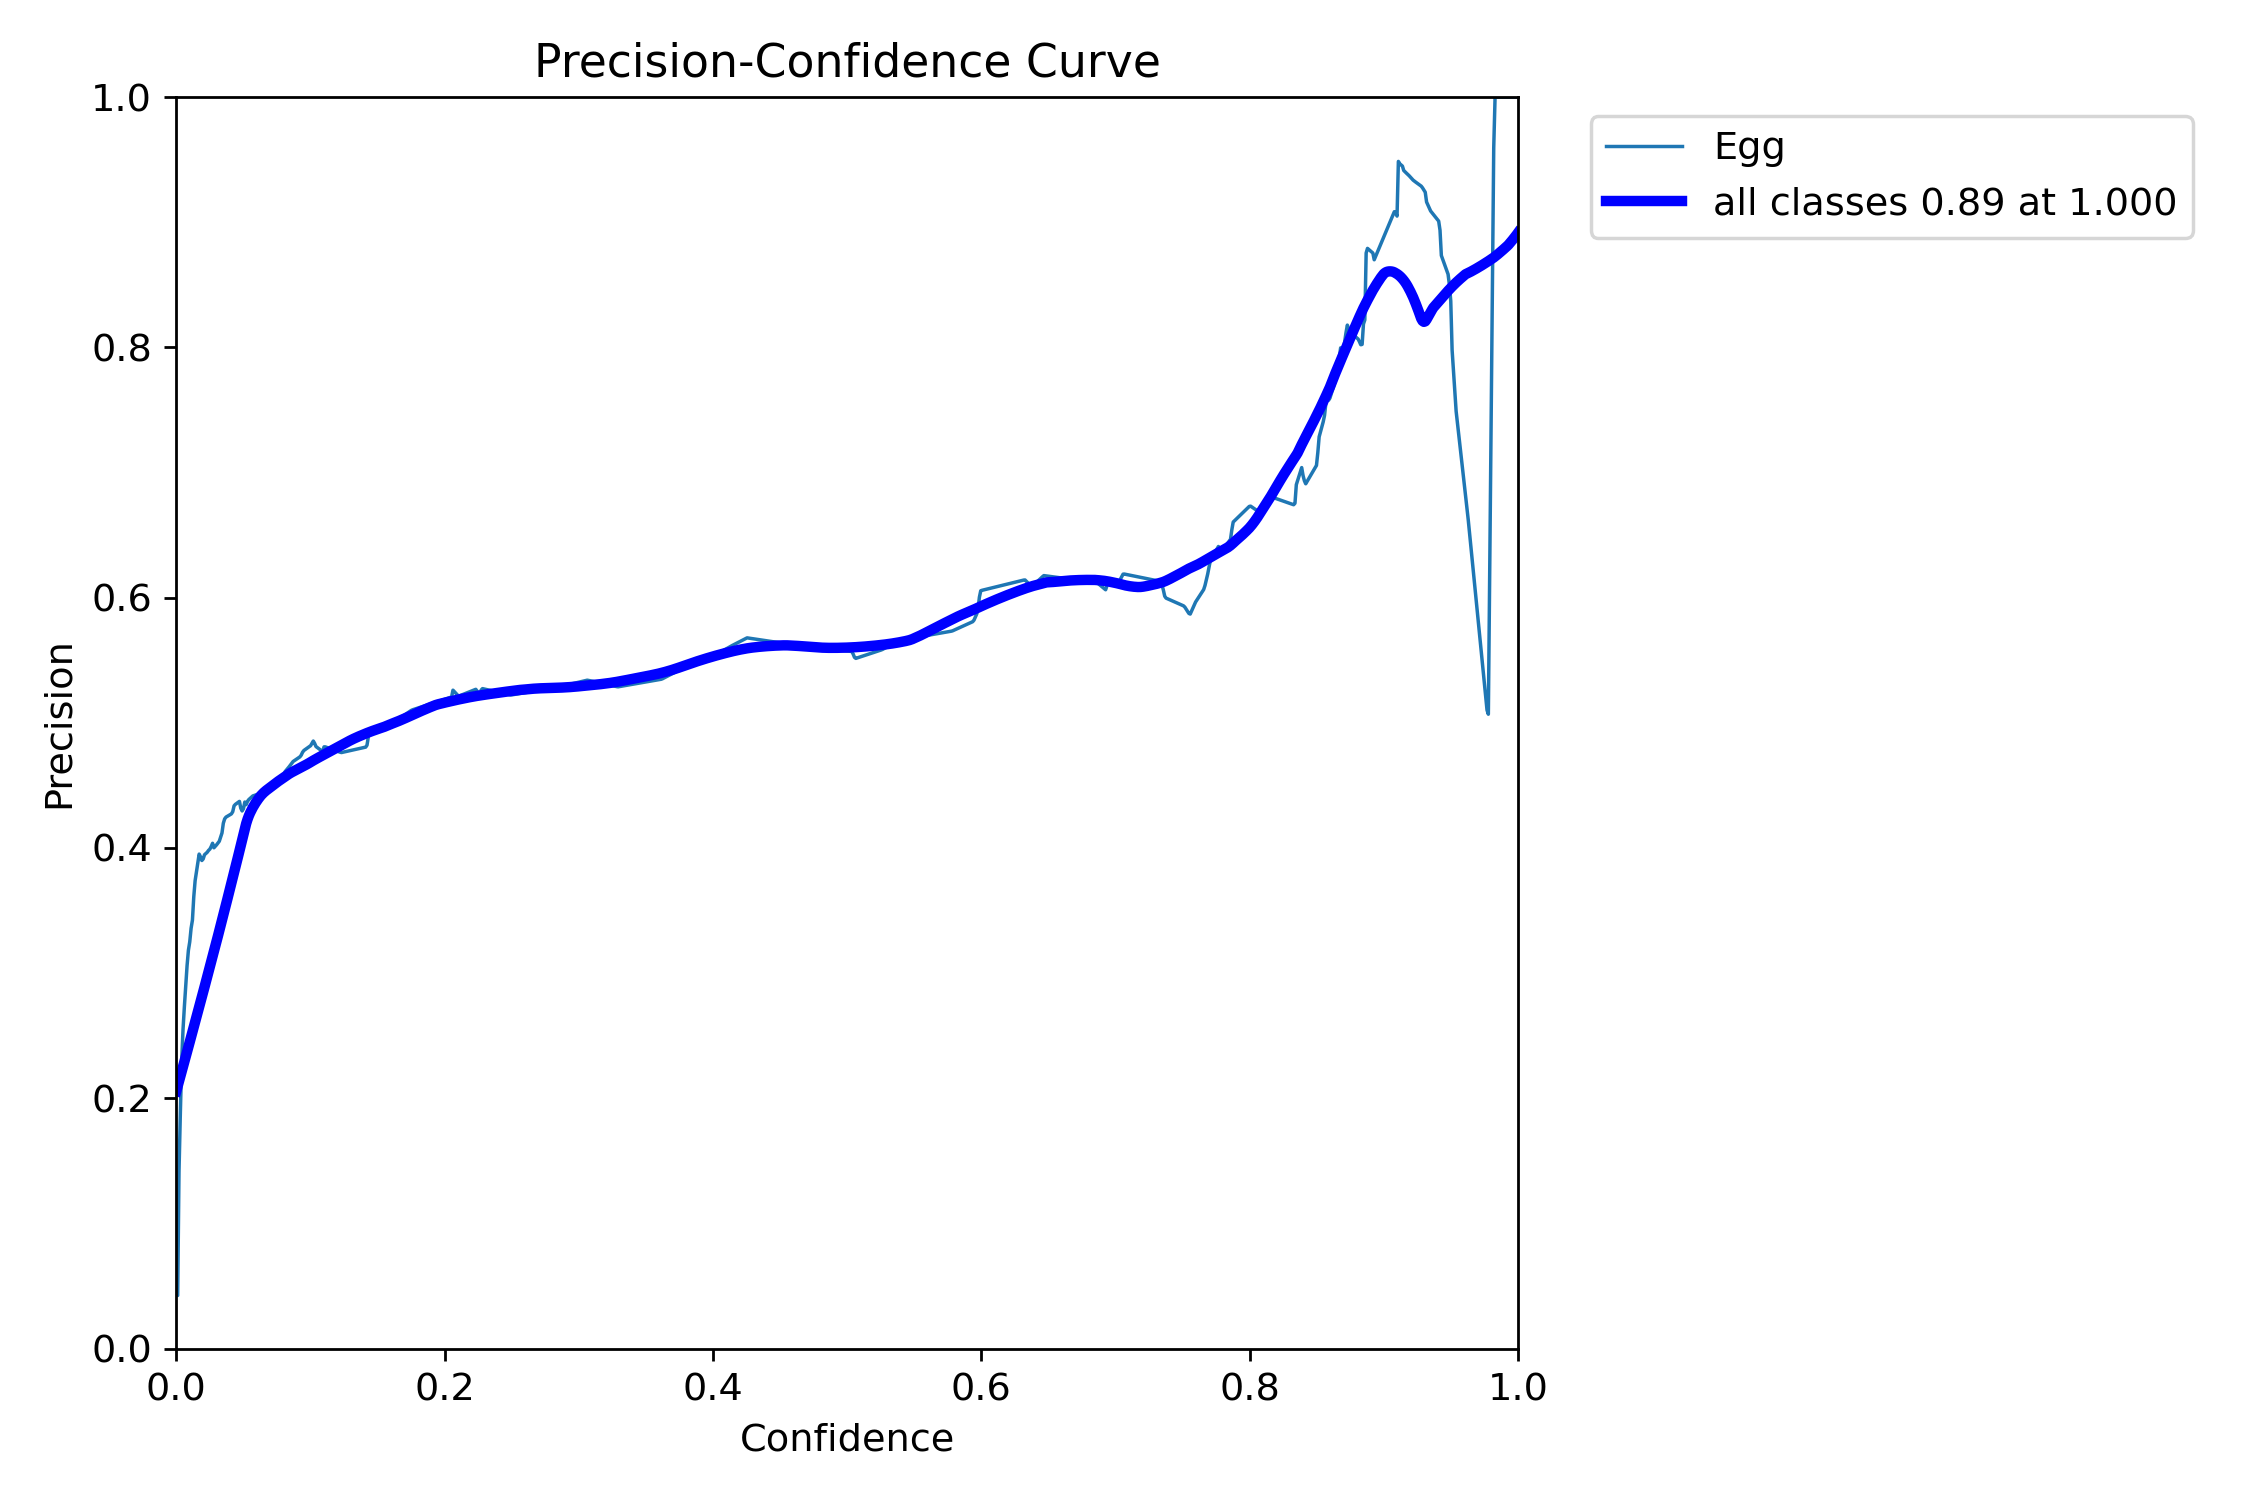 Precision-Confidence Curve
1.0
0.8
0.6
0.4
0.2
0.0
Precision
0.0 0.2 0.4 0.6 0.8 1.0
Confidence
Egg
all classes 0.89 at 1.000